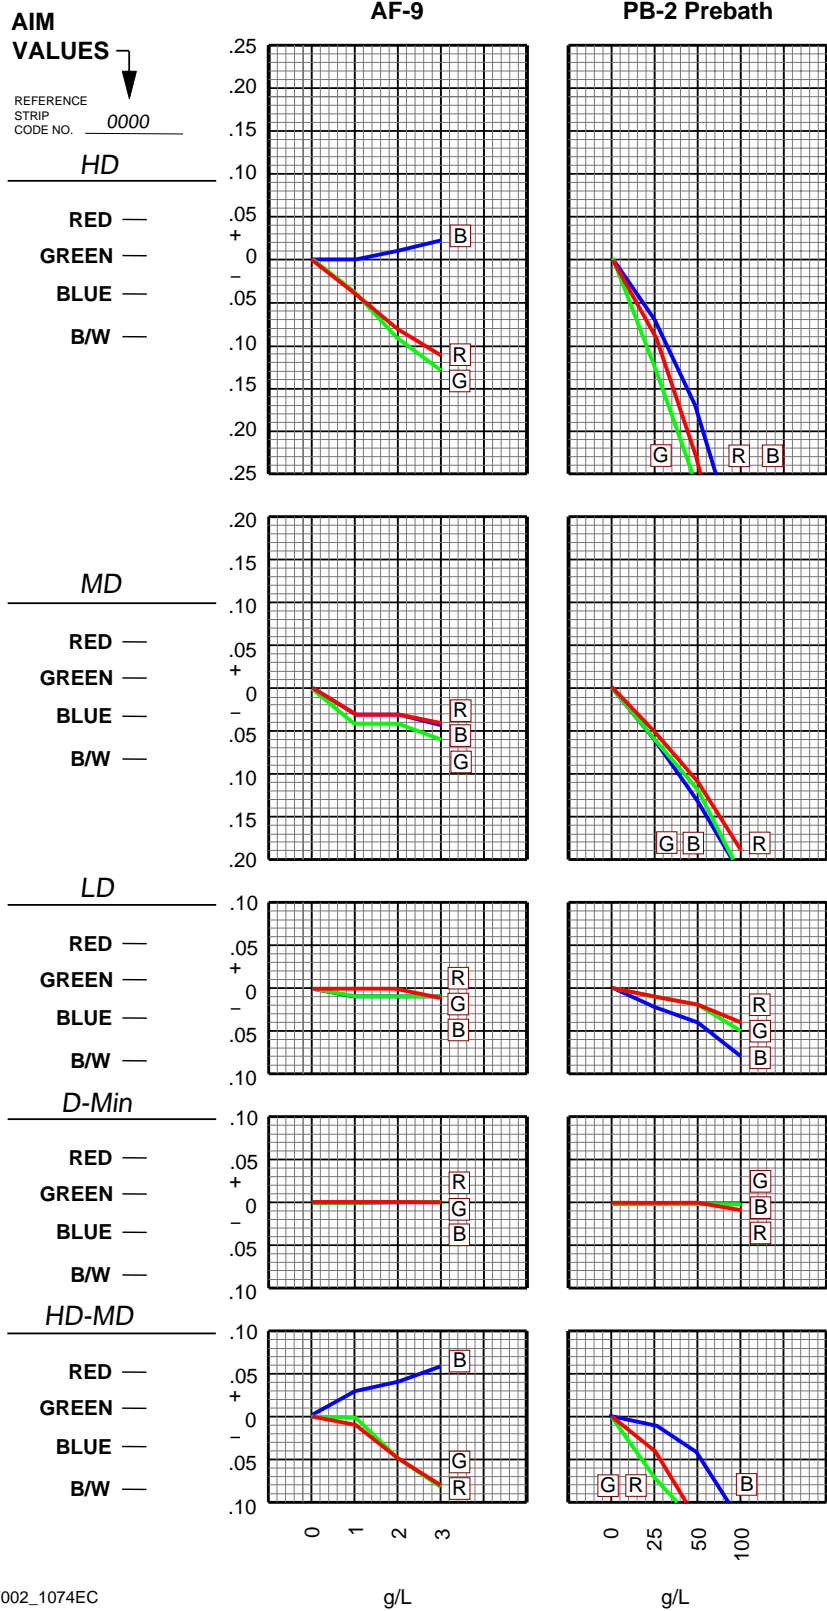 AF-9
PB-2 Prebath
AIM
VALUES
REFERENCE
STRIP
CODE NO. 0000
HD
RED
GREEN
BLUE
B/W
.25
.20
.15
.10
.05
+
0
−
.05
.10
.15
.20
.25
B
R
G
G R B
MD
RED
GREEN
BLUE
B/W
.20
.15
.10
.05
+
0
−
.05
.10
.15
.20
R
B
G
G B R
LD
RED
GREEN
BLUE
B/W
.10
.05
+
0
−
.05
.10
R
G
B
R
G
B
D-Min
RED
GREEN
BLUE
B/W
.10
.05
+
0
−
.05
.10
R
G
B
G
B
R
HD-MD
RED
GREEN
BLUE
B/W
.10
.05
+
0
−
.05
.10
B
G
R
G R B
0 1 2 3
0 25 50 100
002_1074EC
g/L
g/L